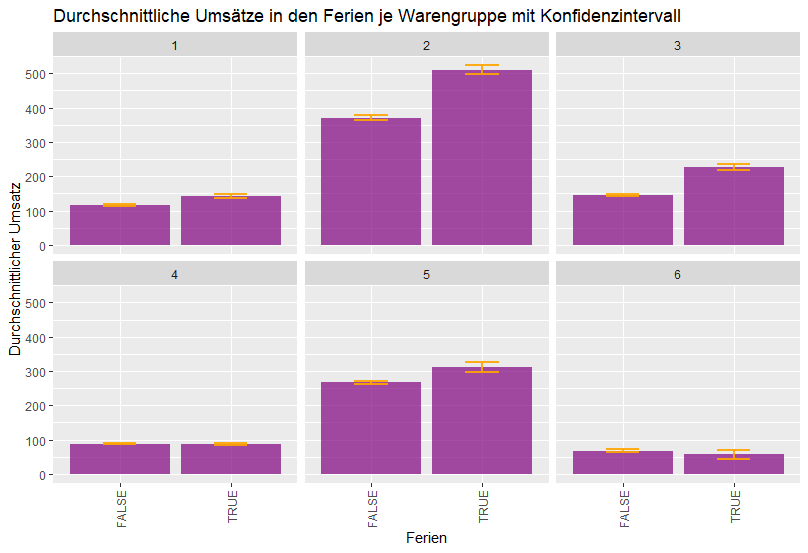 Durchschnittliche Umsätze in den Ferien je Warengruppe mit Konfidenzintervall
1 2 3
500
400
300
200
100
0
4 5 6
500
400
300
200
100
0
Durchschnittlicher Umsatz
FALSE TRUE FALSE TRUE FALSE TRUE
Ferien